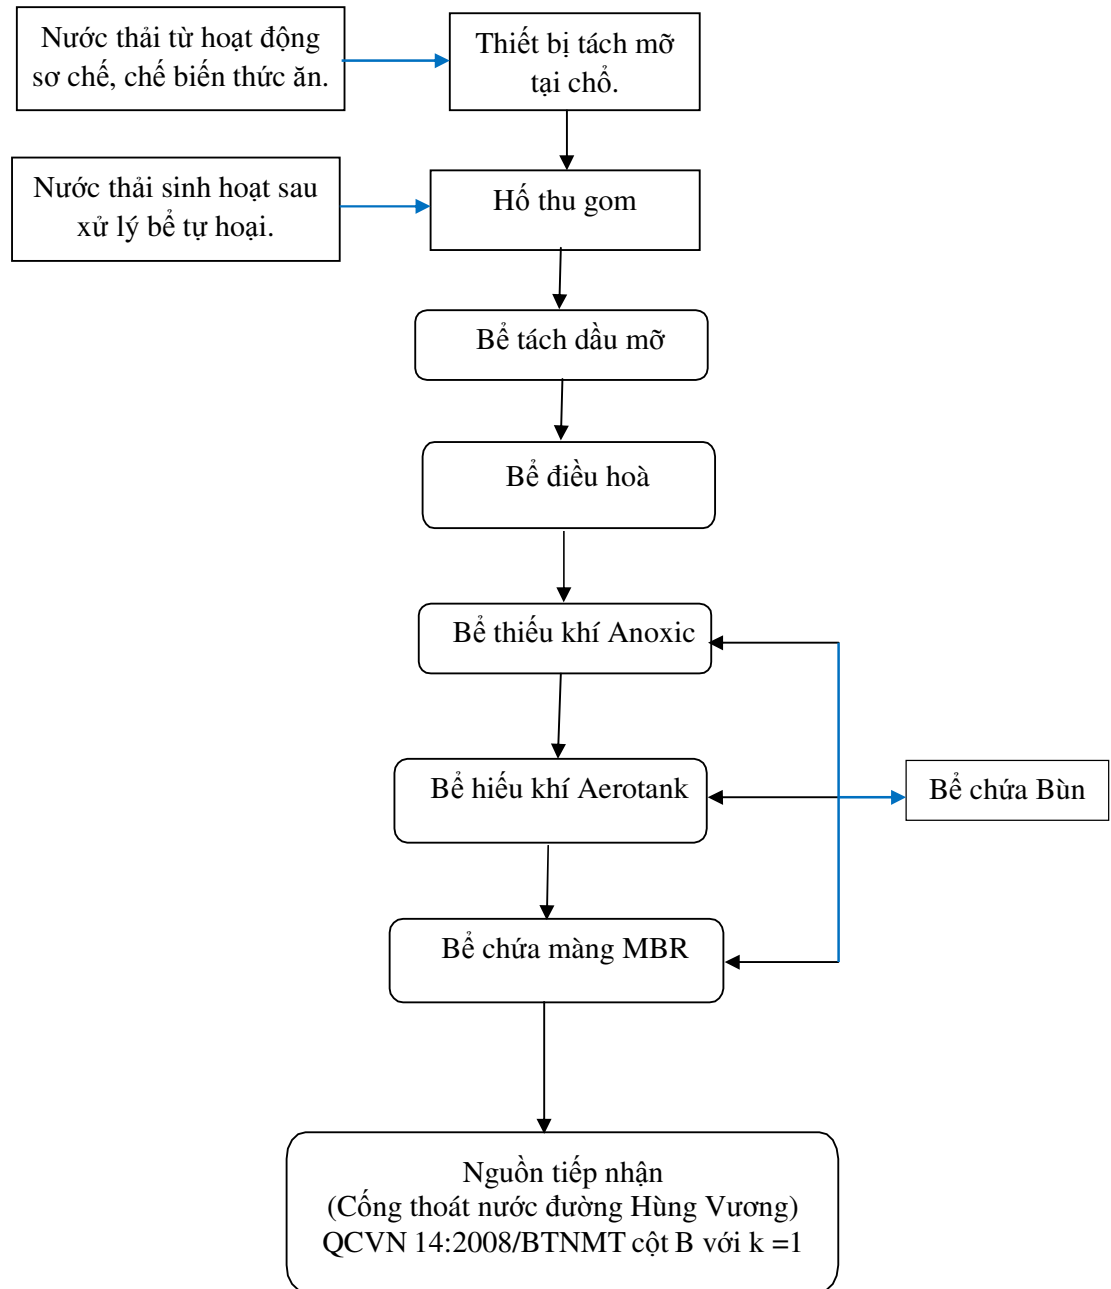 Nước thải từ hoạt động
sơ chế, chế biến thức ăn.
Thiết bị tách mỡ
tại chổ.
Nước thải sinh hoạt sau
xử lý bể tự hoại.
Hố thu gom
Bể tách dầu mỡ
Bể điều hoà
Bể thiếu khí Anoxic
Bể hiếu khí Aerotank
Bể chứa Bùn
Bể chứa màng MBR
Nguồn tiếp nhận
(Cống thoát nước đường Hùng Vương)
QCVN 14:2008/BTNMT cột B với k =1